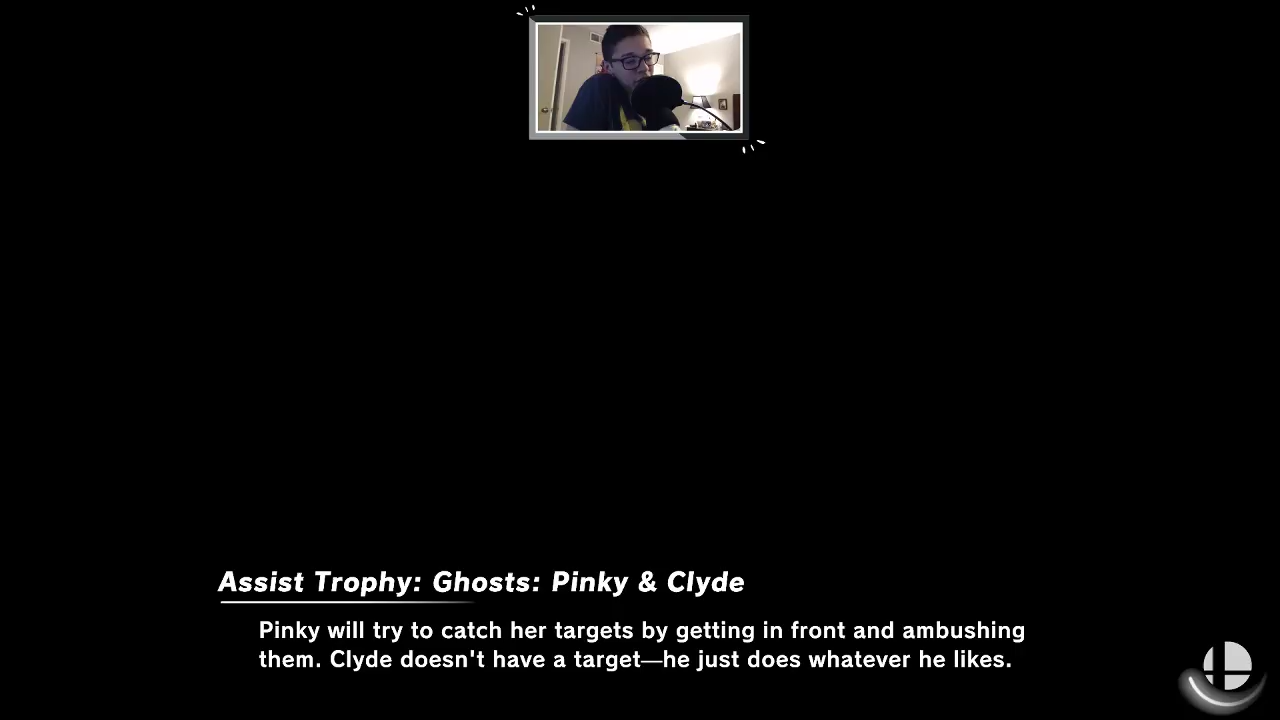 Assist Trophy: Ghosts: Pinky & Clyde
Pinky will try to catch her targets by getting in front and ambushing
them. Clyde doesn't have a target—he just does whatever he likes.